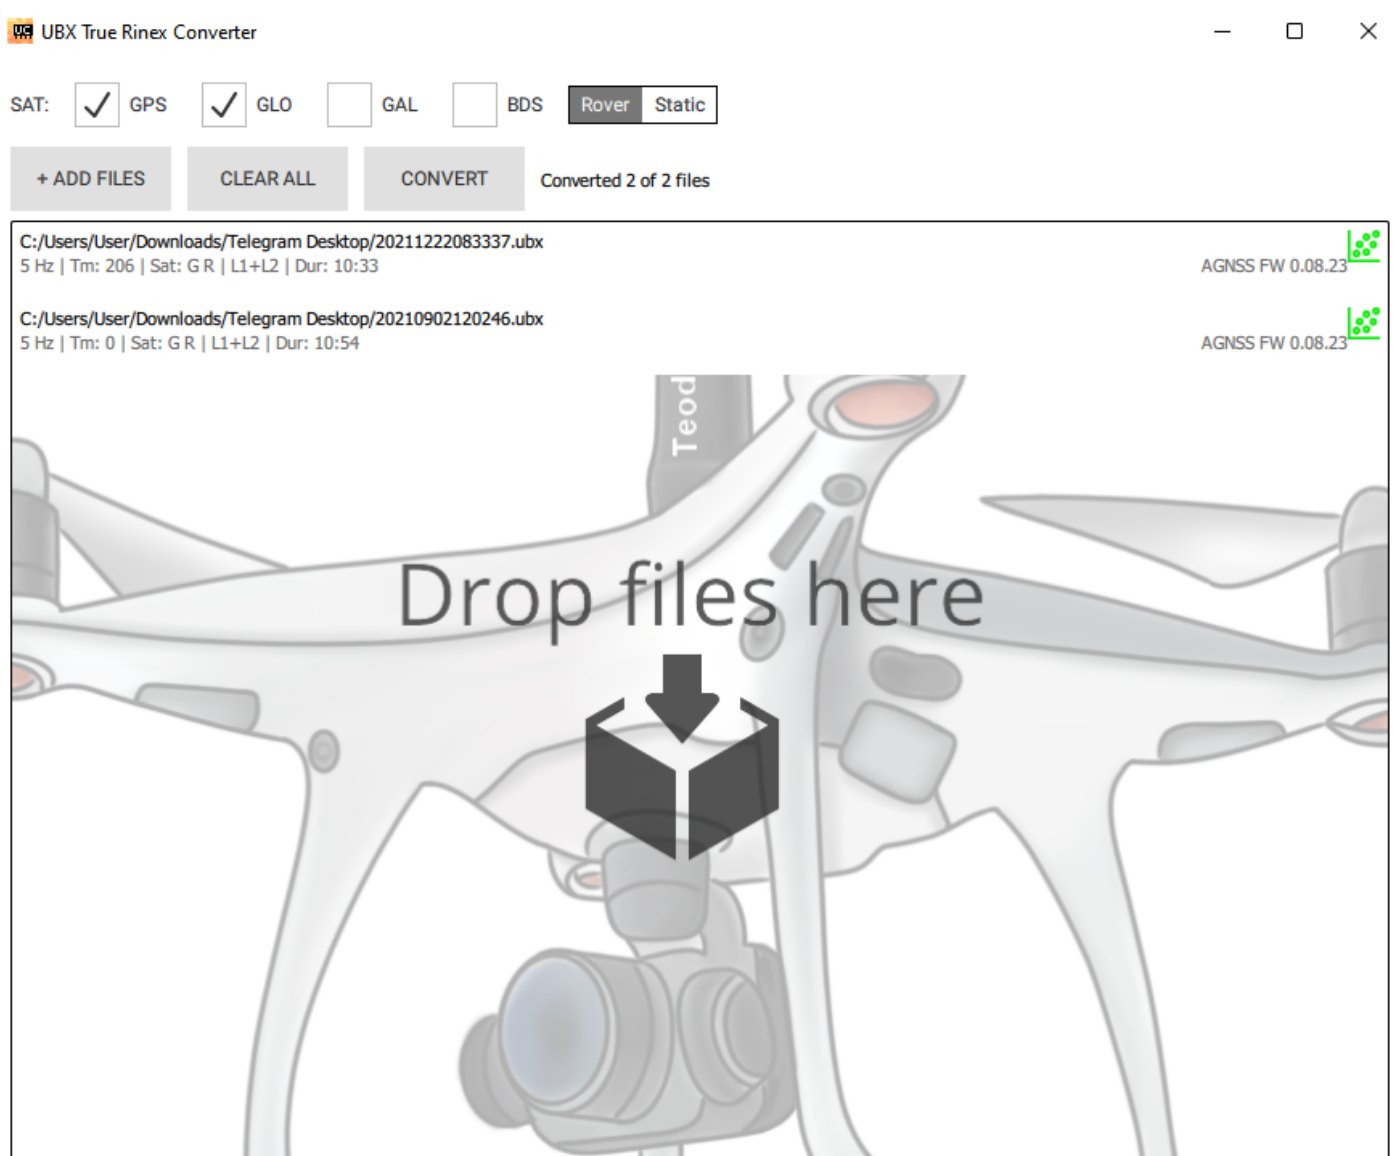 UC UBX True Rinex Converter
SAT: GPS GLO GAL BDS Rover Static
+ ADD FILES CLEAR ALL CONVERT Converted 2 of 2 files
C:/Users/User/Downloads/Telegram Desktop/20211222083337.ubx
5 Hz | Tm: 206 | Sat: G R | L1+L2 | Dur: 10:33 AGNSS FW 0.08.23
C:/Users/User/Downloads/Telegram Desktop/20210902120246.ubx
5 Hz | Tm: 0 | Sat: G R | L1+L2 | Dur: 10:54 AGNSS FW 0.08.23
Teod
Drop files here